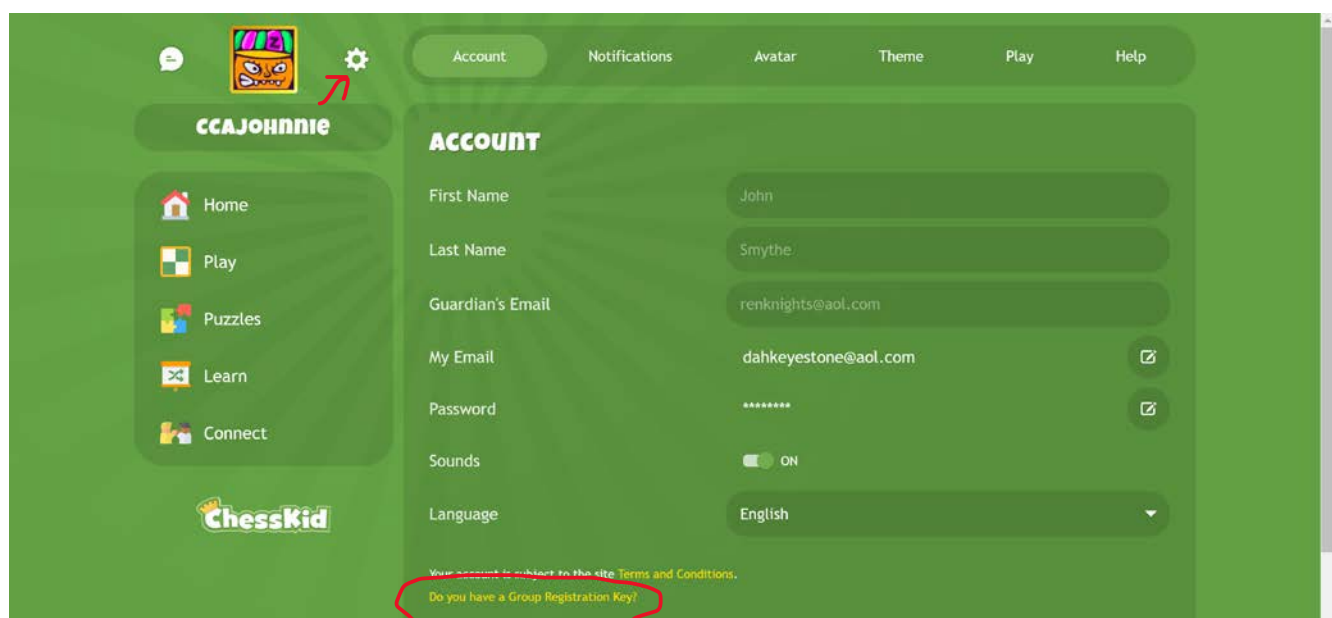 Account Notifications Avatar Theme Play Help
CCAJOHNNIE
ACCOUNT
First Name John
Home
Last Name Smythe
Play
Guardian's Email renknights@aol.com
Puzzles
My Email dahkeyestone@aol.com
Learn
Password ********
Connect
Sounds ON
ChessKid
Language English
Your account is subject to the site Terms and Conditions.
Do you have a Group Registration Key?